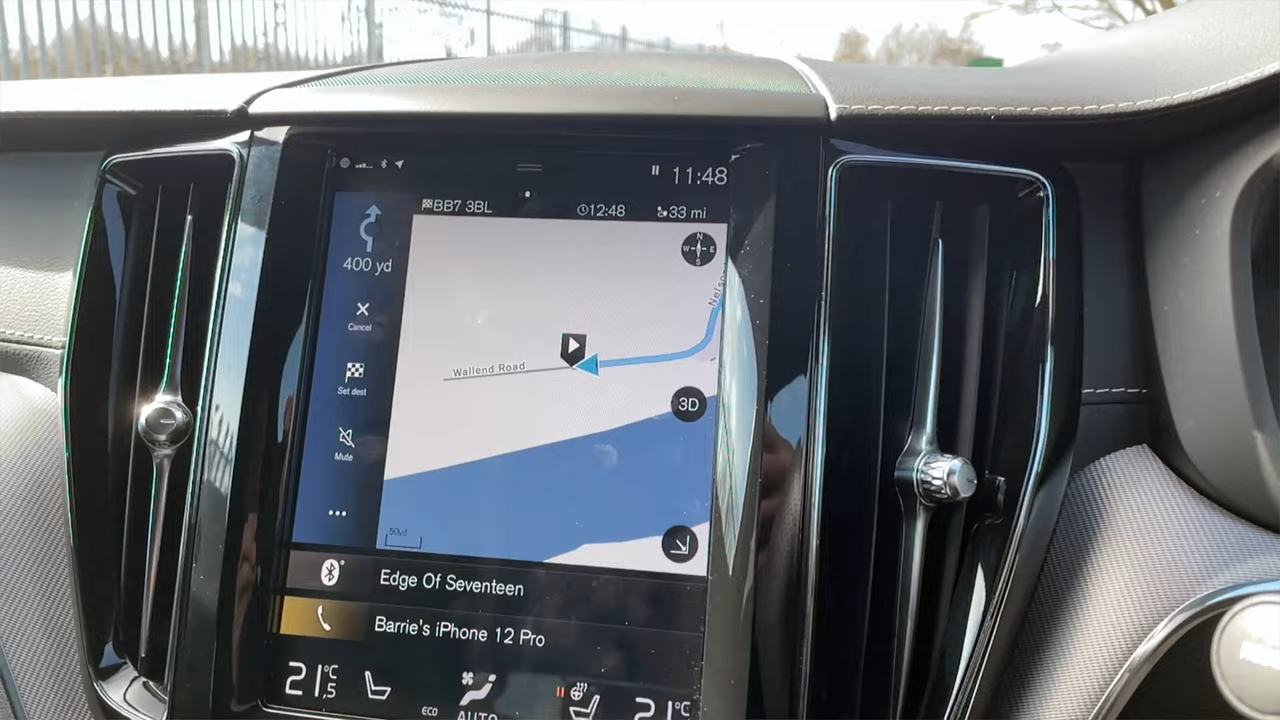 11:48
BB7 3BL 12:48 33 mi
400 yd
N
W E
S
Cancel
Wallend Road
Set dest
3D
Mute
50yd
Edge Of Seventeen
Barrie's iPhone 12 Pro
21,5 °C
ECO
AUTO
21 °C